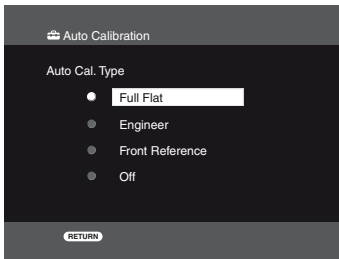 Auto Calibration
Auto Cal. Type
Full Flat
Engineer
Front Reference
Off
RETURN